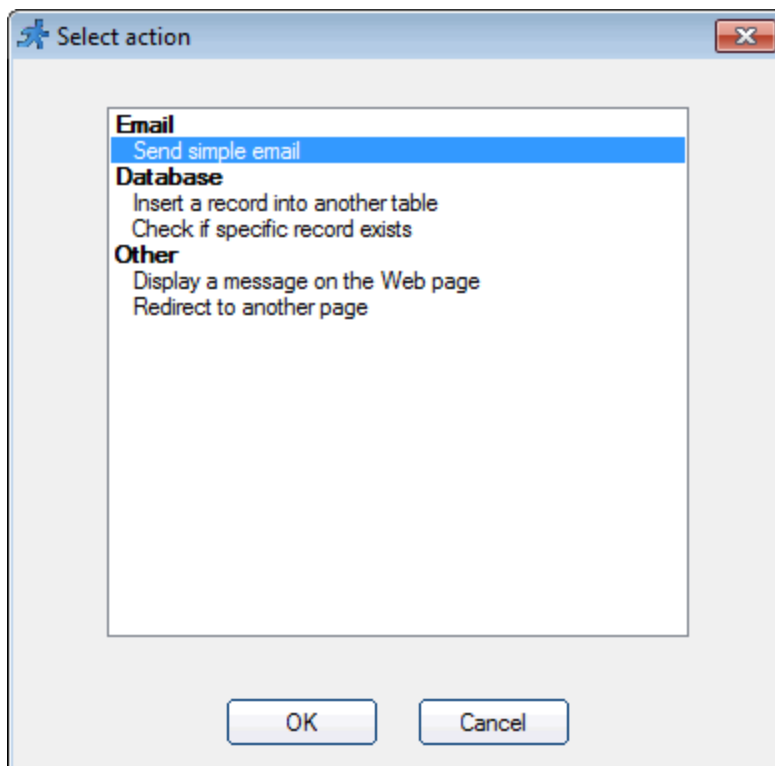 Select action
Email
Send simple email
Database
Insert a record into another table
Check if specific record exists
Other
Display a message on the Web page
Redirect to another page
OK
Cancel